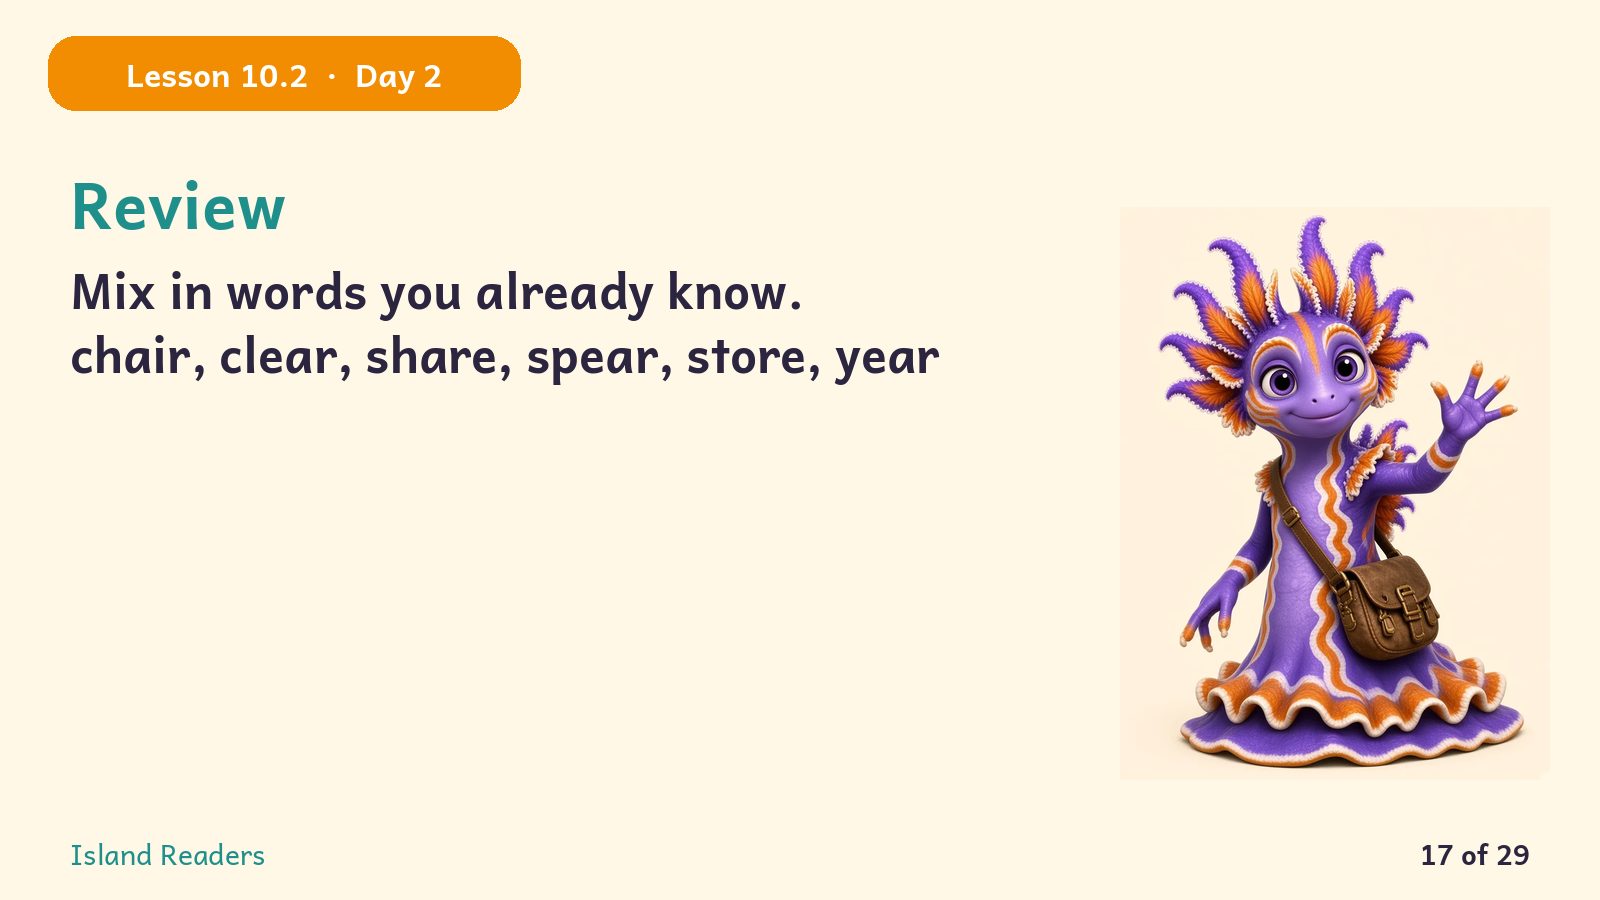 Lesson 10.2 · Day 2
Review
Mix in words you already know.
chair, clear, share, spear, store, year
Island Readers
17 of 29